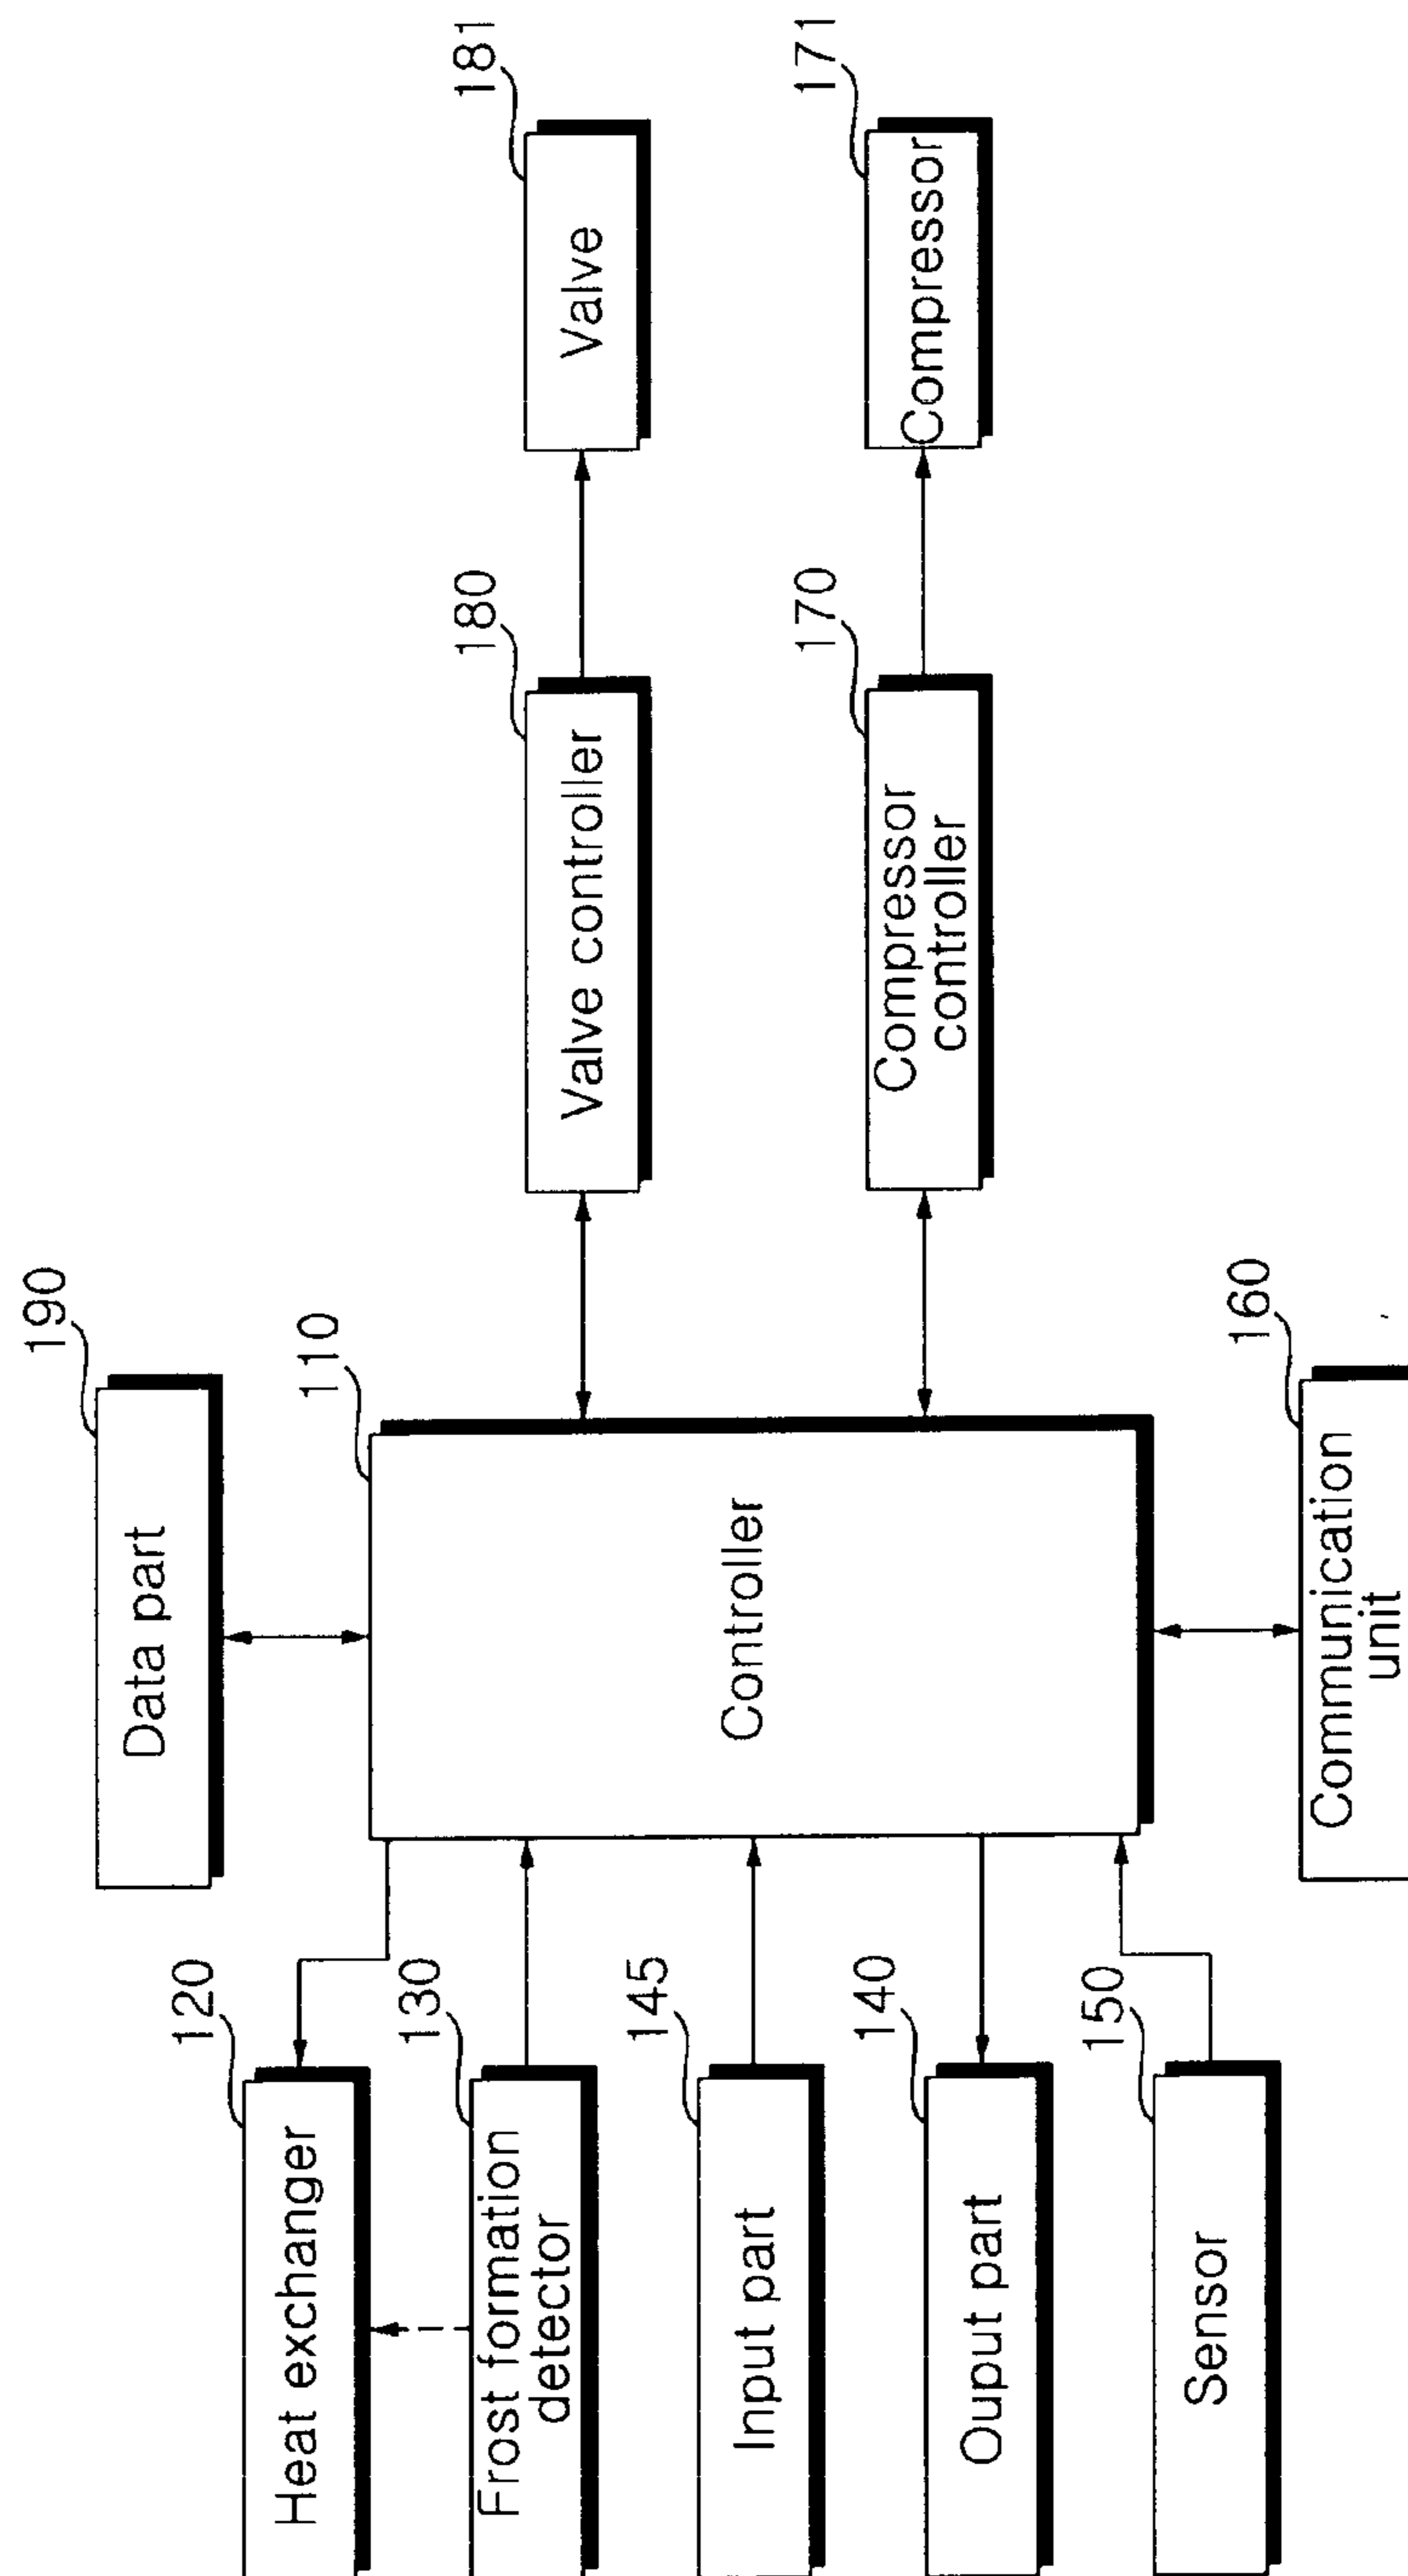 190
Data part
120
Heat exchanger
110
130
Frost formation
detector
180
Valve controller
181
Valve
145
Input part
Controller
140
Ouput part
170
Compressor
controller
171
Compressor
150
Sensor
160
Communication
unit